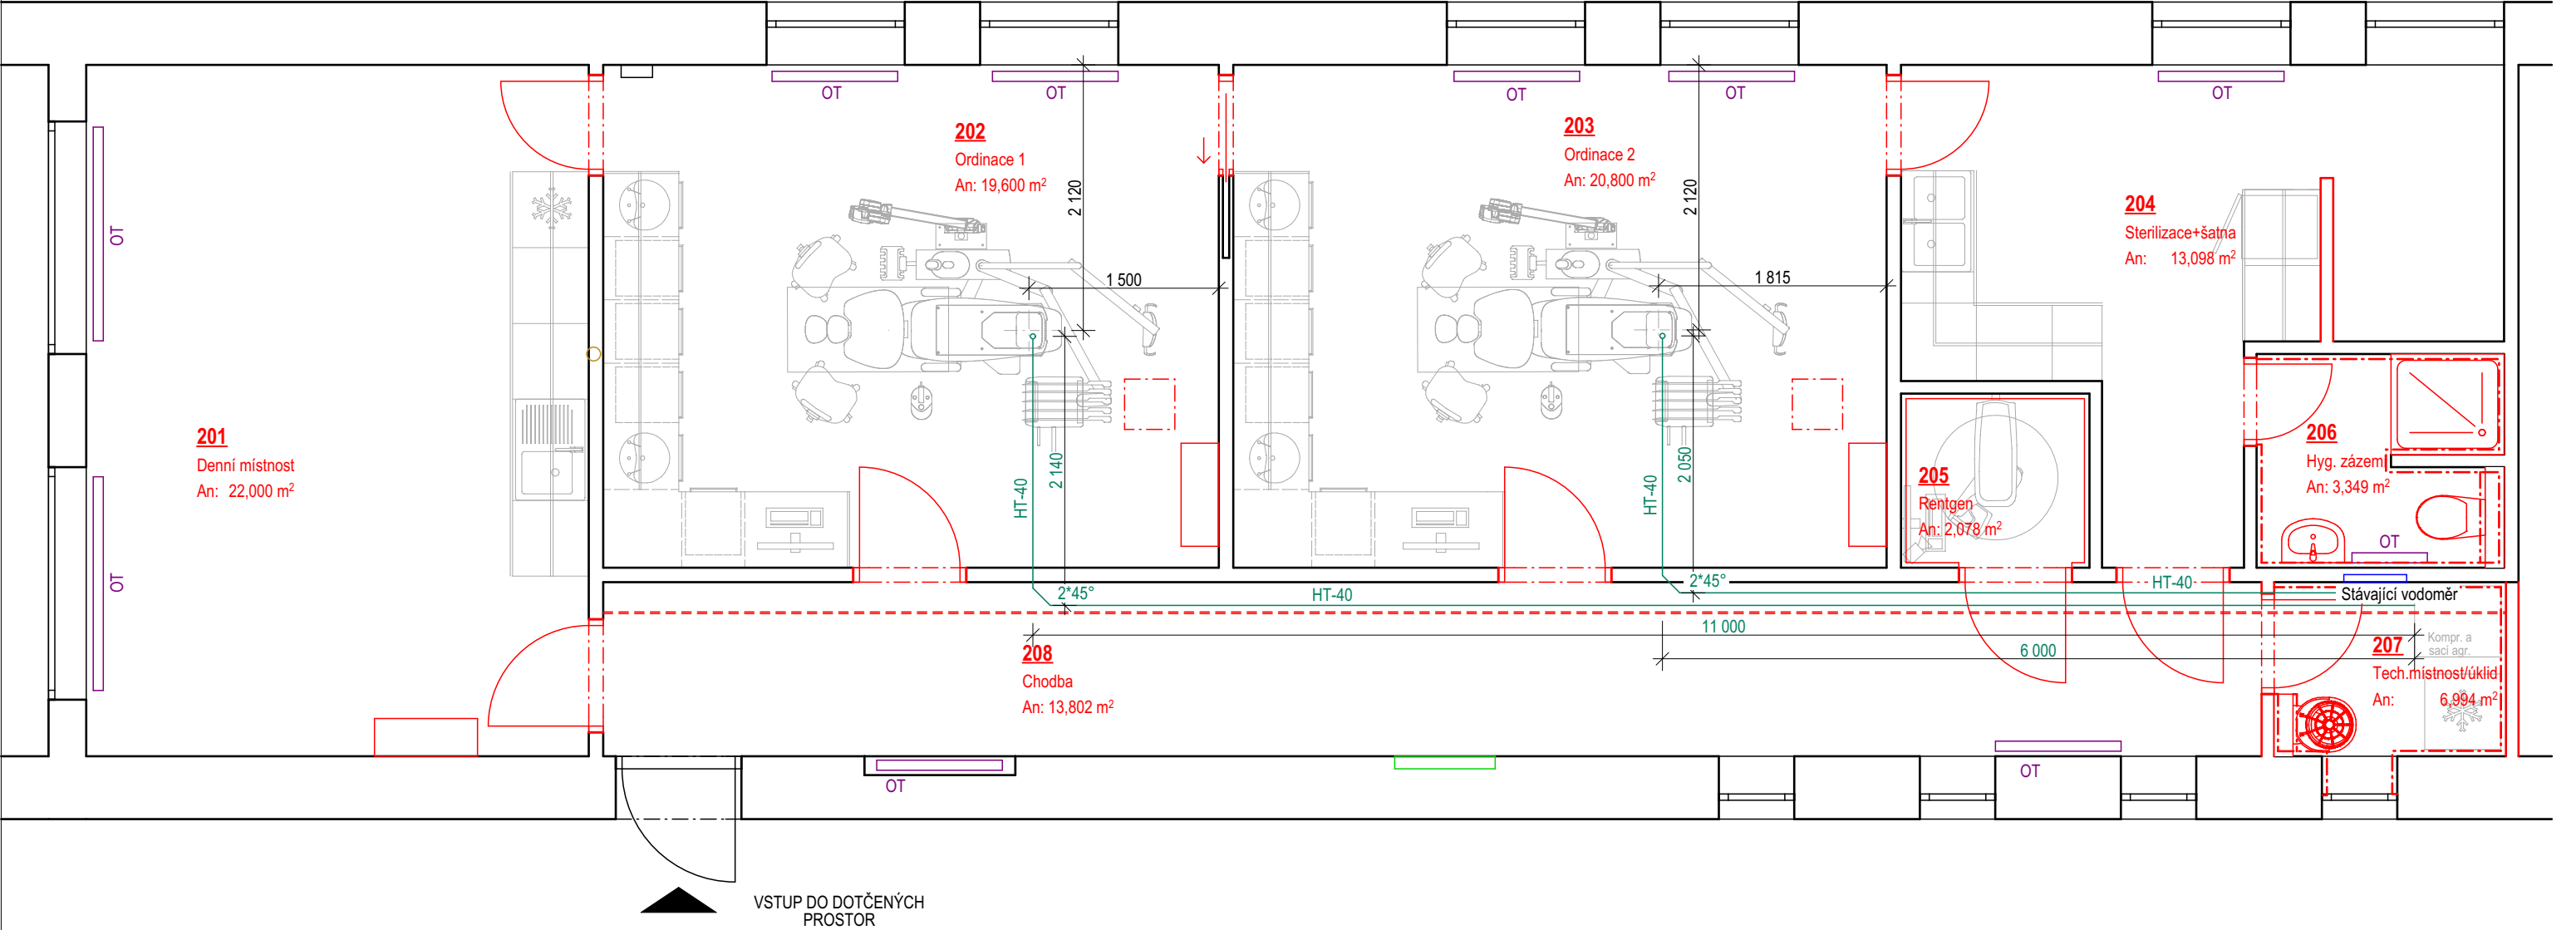 OT
OT
OT
OT
OT
202
Ordinace 1
An: 19,600 m²
2 120
1 500
203
Ordinace 2
An: 20,800 m²
2 120
1 815
204
Sterilizace+šatna
An: 13,098 m²
OT
OT
201
Denní místnost
An: 22,000 m²
HT-40
2 140
HT-40
2 050
205
Rentgen
An: 2,078 m²
206
Hyg. zázemí
An: 3,349 m²
OT
2*45°
HT-40
2*45°
HT-40
Stávající vodoměr
11 000
6 000
208
Chodba
An: 13,802 m²
Kompr. a
sací agr.
207
Tech.místnost/úklid
An: 6,994 m²
OT
OT
VSTUP DO DOTČENÝCH
PROSTOR